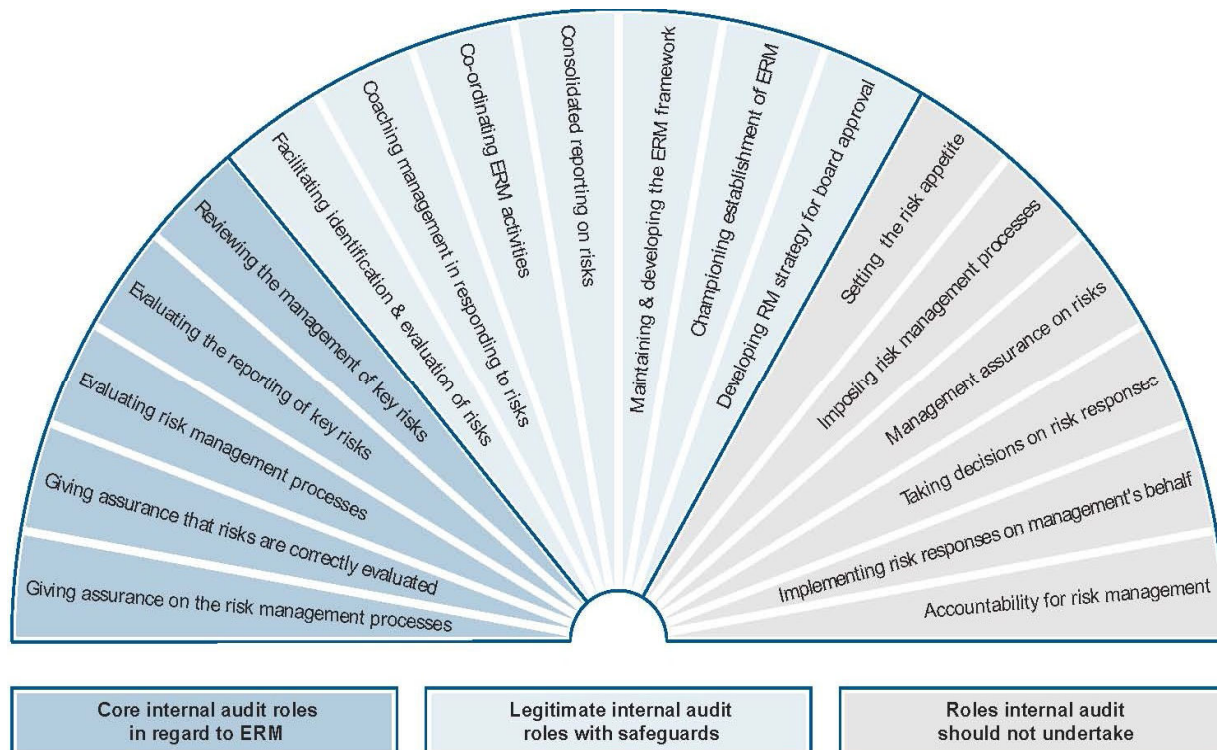 Giving assurance on the risk management processes
Giving assurance that risks are correctly evaluated
Evaluating risk management processes
Evaluating the reporting of key risks
Reviewing the management of key risks
Facilitating identification & evaluation of risks
Coaching management in responding to risks
Co-ordinating ERM activities
Consolidated reporting on risks
Maintaining & developing the ERM framework
Championing establishment of ERM
Developing RM strategy for board approval
Setting the risk appetite
Imposing risk management processes
Management assurance on risks
Taking decisions on risk responses
Implementing risk responses on management's behalf
Accountability for risk management
Core internal audit roles
in regard to ERM
Legitimate internal audit
roles with safeguards
Roles internal audit
should not undertake